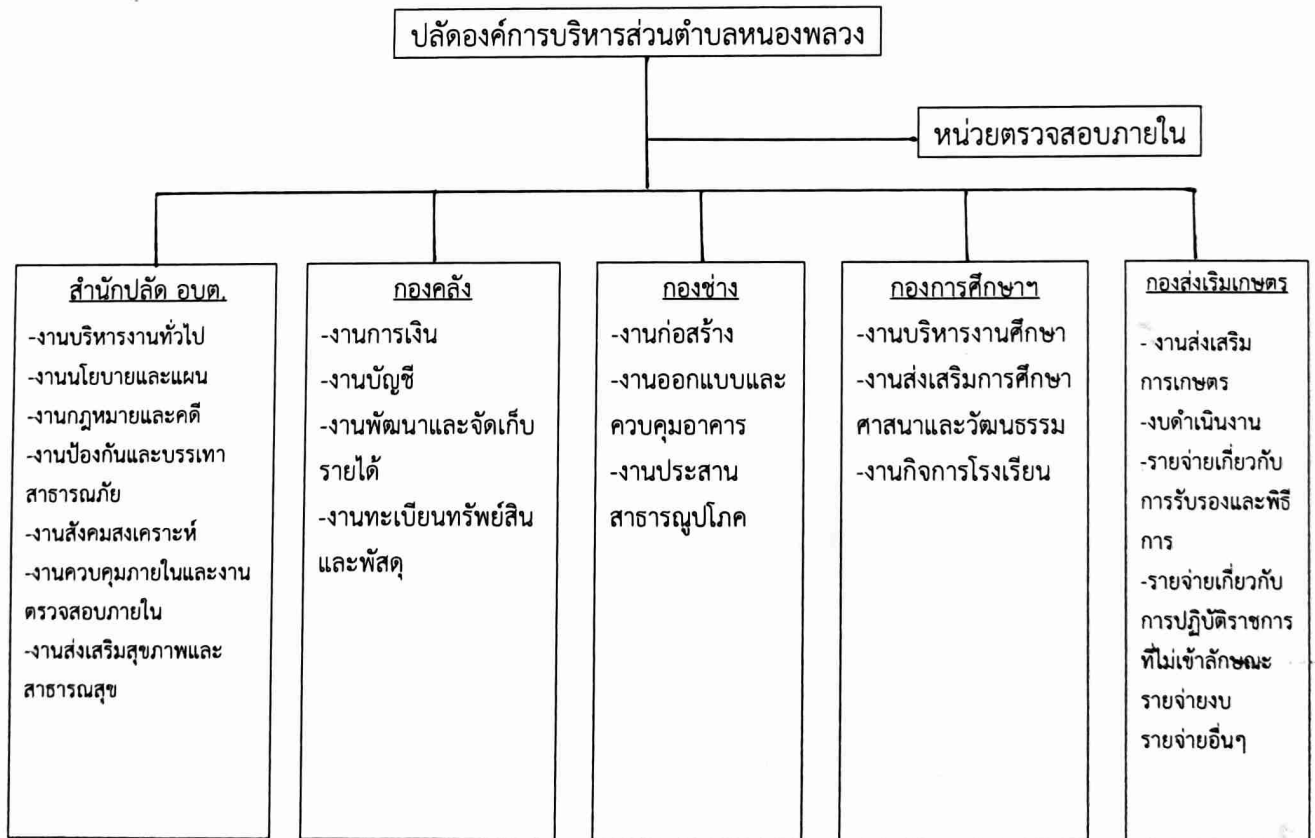 ปลัดองค์การบริหารส่วนตำบลหนองพลวง
หน่วยตรวจสอบภายใน
สำนักปลัด อบต.
-งานบริหารงานทั่วไป
-งานนโยบายและแผน
-งานกฎหมายและคดี
-งานป้องกันและบรรเทา
สาธารณภัย
-งานสังคมสงเคราะห์
-งานควบคุมภายในและงาน
ตรวจสอบภายใน
-งานส่งเสริมสุขภาพและ
สาธารณสุข
กองคลัง
-งานการเงิน
-งานบัญชี
-งานพัฒนาและจัดเก็บ
รายได้
-งานทะเบียนทรัพย์สิน
และพัสดุ
กองช่าง
-งานก่อสร้าง
-งานออกแบบและ
ควบคุมอาคาร
-งานประสาน
สาธารณูปโภค
กองการศึกษาฯ
-งานบริหารงานศึกษา
-งานส่งเสริมการศึกษา
ศาสนาและวัฒนธรรม
-งานกิจการโรงเรียน
กองส่งเริมเกษตร
- งานส่งเสริม
การเกษตร
-งบดำเนินงาน
-รายจ่ายเกี่ยวกับ
การรับรองและพิธี
การ
-รายจ่ายเกี่ยวกับ
การปฏิบัติราชการ
ที่ไม่เข้าลักษณะ
รายจ่ายงบ
รายจ่ายอื่นๆ